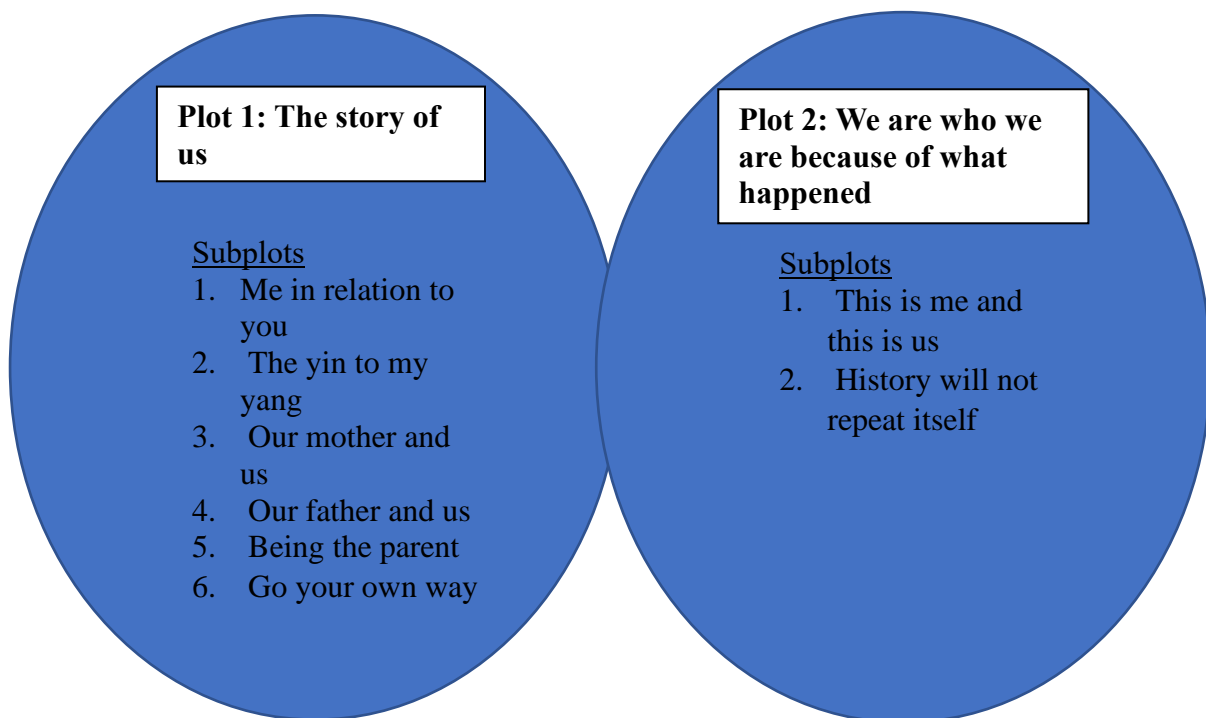 Plot 1: The story of
us
Subplots
1. Me in relation to
you
2. The yin to my
yang
3. Our mother and
us
4. Our father and us
5. Being the parent
6. Go your own way
Plot 2: We are who we
are because of what
happened
Subplots
1. This is me and
this is us
2. History will not
repeat itself